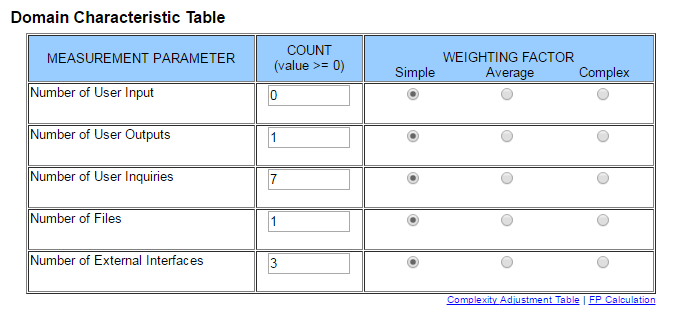 Domain Characteristic Table
MEASUREMENT PARAMETER
COUNT
(value >= 0)
WEIGHTING FACTOR
Simple Average Complex
Number of User Input 0
Number of User Outputs 1
Number of User Inquiries 7
Number of Files 1
Number of External Interfaces 3
Complexity Adjustment Table | FP Calculation